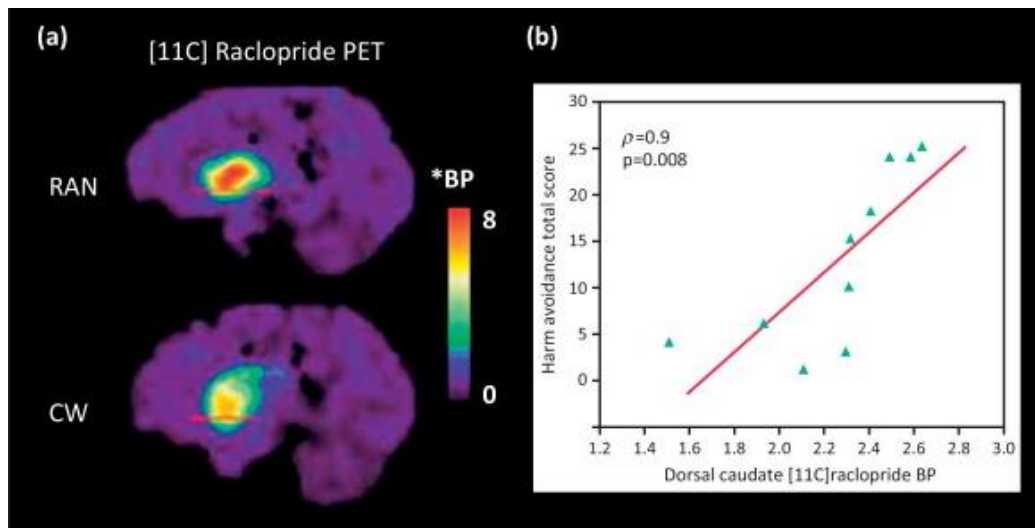 (a)
[11C] Raclopride PET
RAN
CW
*BP
8
0
(b)
30
25
20
15
10
5
0
Harm avoidance total score
ρ=0.9
p=0.008
1.2 1.4 1.6 1.8 2.0 2.2 2.4 2.6 2.8 3.0
Dorsal caudate [11C]raclopride BP